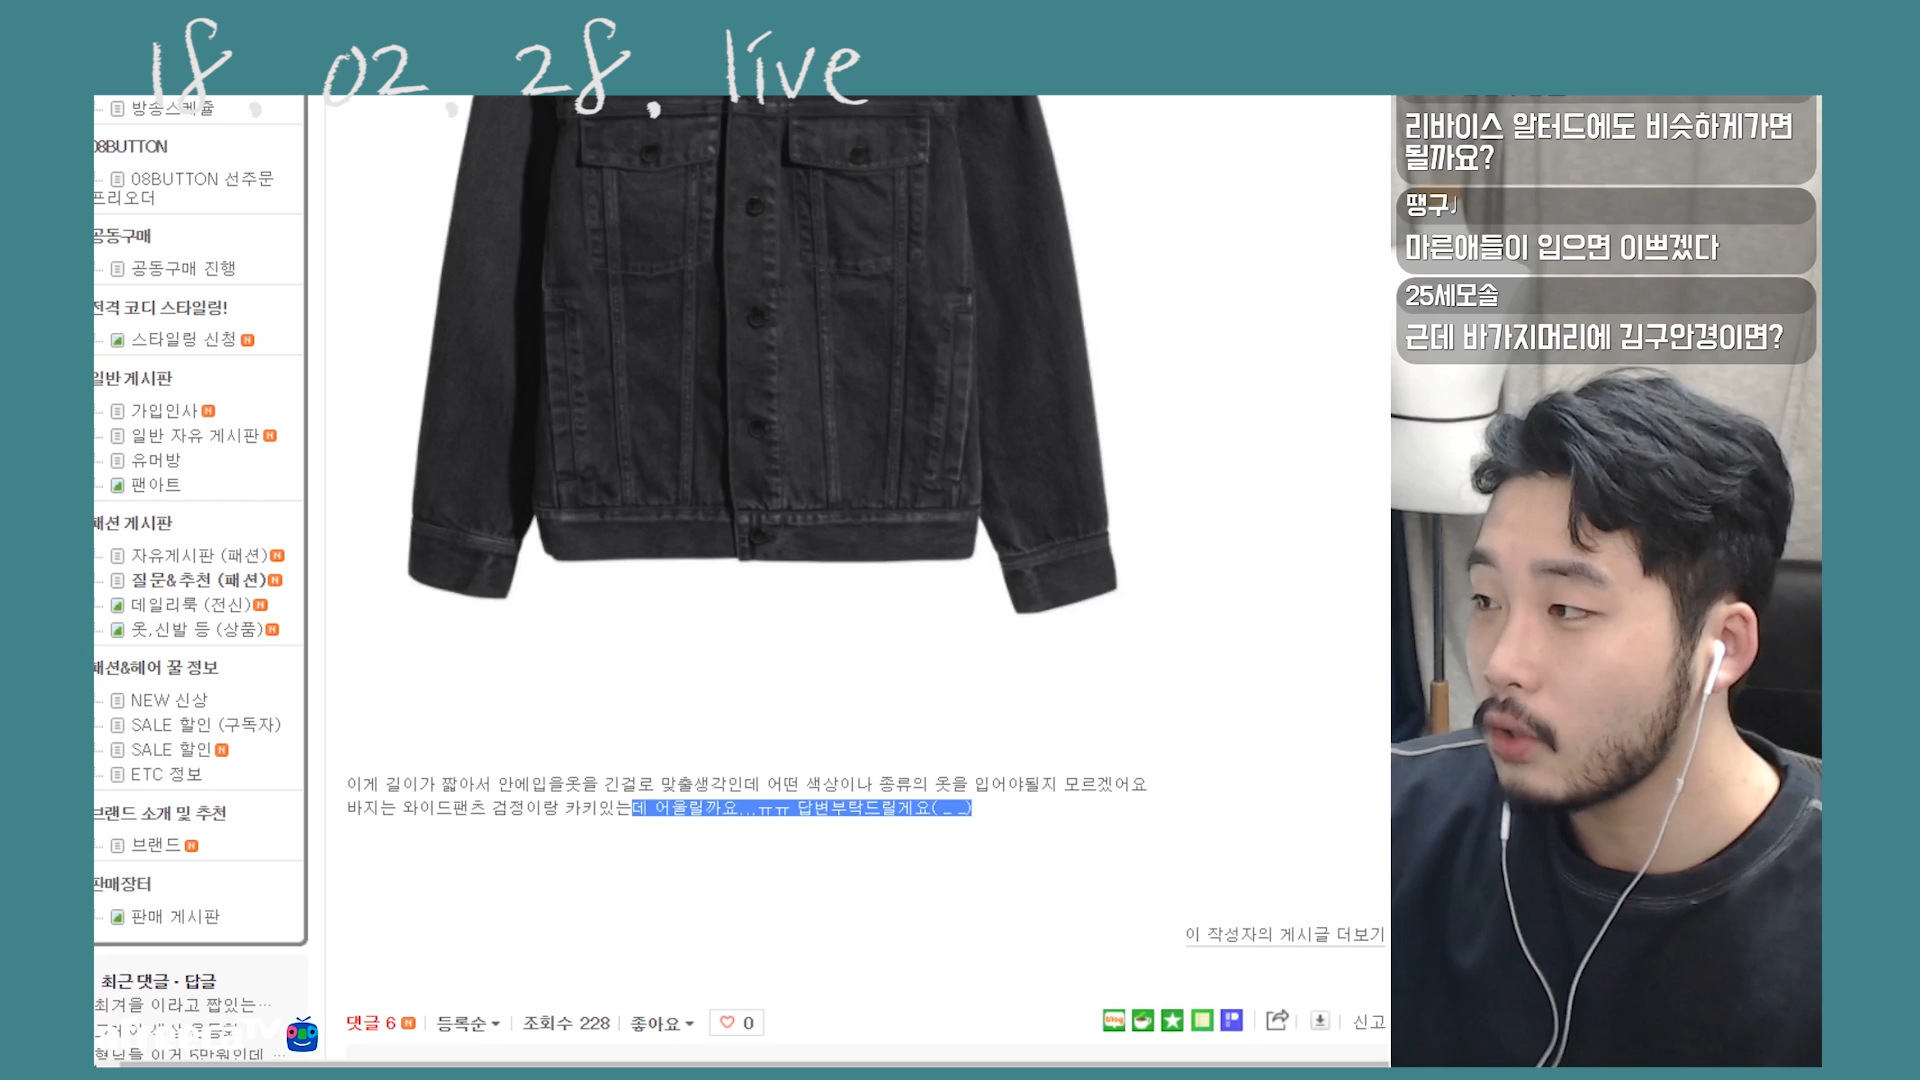 18. 02. 28. live
방송스케쥴
08BUTTON
08BUTTON 선주문
프리오더
공동구매
공동구매 진행
전격 코디 스타일링!
스타일링 신청 N
일반 게시판
가입인사 N
일반 자유 게시판 N
유머방
팬아트
패션 게시판
자유게시판 (패션) N
질문&추천 (패션) N
데일리룩 (전신) N
옷,신발 등 (상품) N
패션&헤어 꿀 정보
NEW 신상
SALE 할인 (구독자)
SALE 할인 N
ETC 정보
브랜드 소개 및 추천
브랜드 N
판매장터
판매 게시판
최근 댓글 · 답글
최겨울 이라고 짭있는…
형님들 이거 5만원인데 …
이게 길이가 짧아서 안에입을옷을 긴걸로 맞출생각인데 어떤 색상이나 종류의 옷을 입어야될지 모르겠어요
바지는 와이드팬츠 검정이랑 카키있는데 어울릴까요...ㅠㅠ 답변부탁드릴게요(_ _)
이 작성자의 게시글 더보기
댓글 6 N 등록순 조회수 228 좋아요 0
blog P 신고
리바이스 알터드에도 비슷하게가면
될까요?
땡구♩
마른애들이 입으면 이쁘겠다
25세모솔
근데 바가지머리에 김구안경이면?